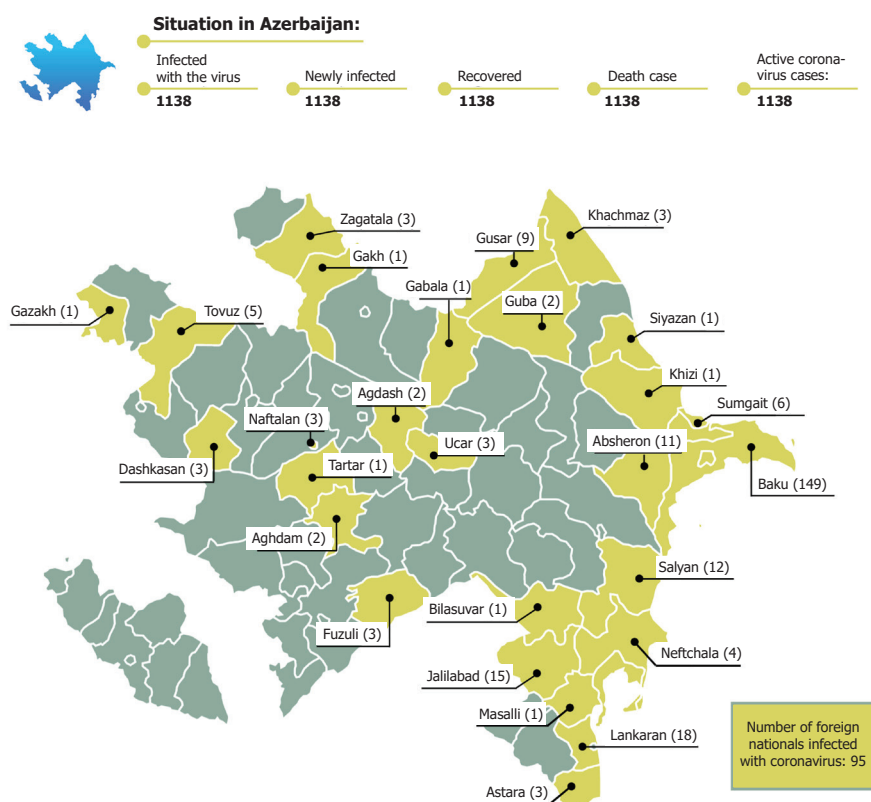 Situation in Azerbaijan:
Infected
with the virus
1138
Newly infected
1138
Recovered
1138
Death case
1138
Active corona-
virus cases:
1138
Zagatala (3)
Khachmaz (3)
Gusar (9)
Gakh (1)
Gabala (1)
Guba (2)
Gazakh (1)
Tovuz (5)
Siyazan (1)
Khizi (1)
Agdash (2)
Sumgait (6)
Naftalan (3)
Ucar (3)
Absheron (11)
Dashkasan (3)
Tartar (1)
Baku (149)
Aghdam (2)
Salyan (12)
Bilasuvar (1)
Fuzuli (3)
Neftchala (4)
Jalilabad (15)
Masalli (1)
Lankaran (18)
Astara (3)
Number of foreign
nationals infected
with coronavirus: 95